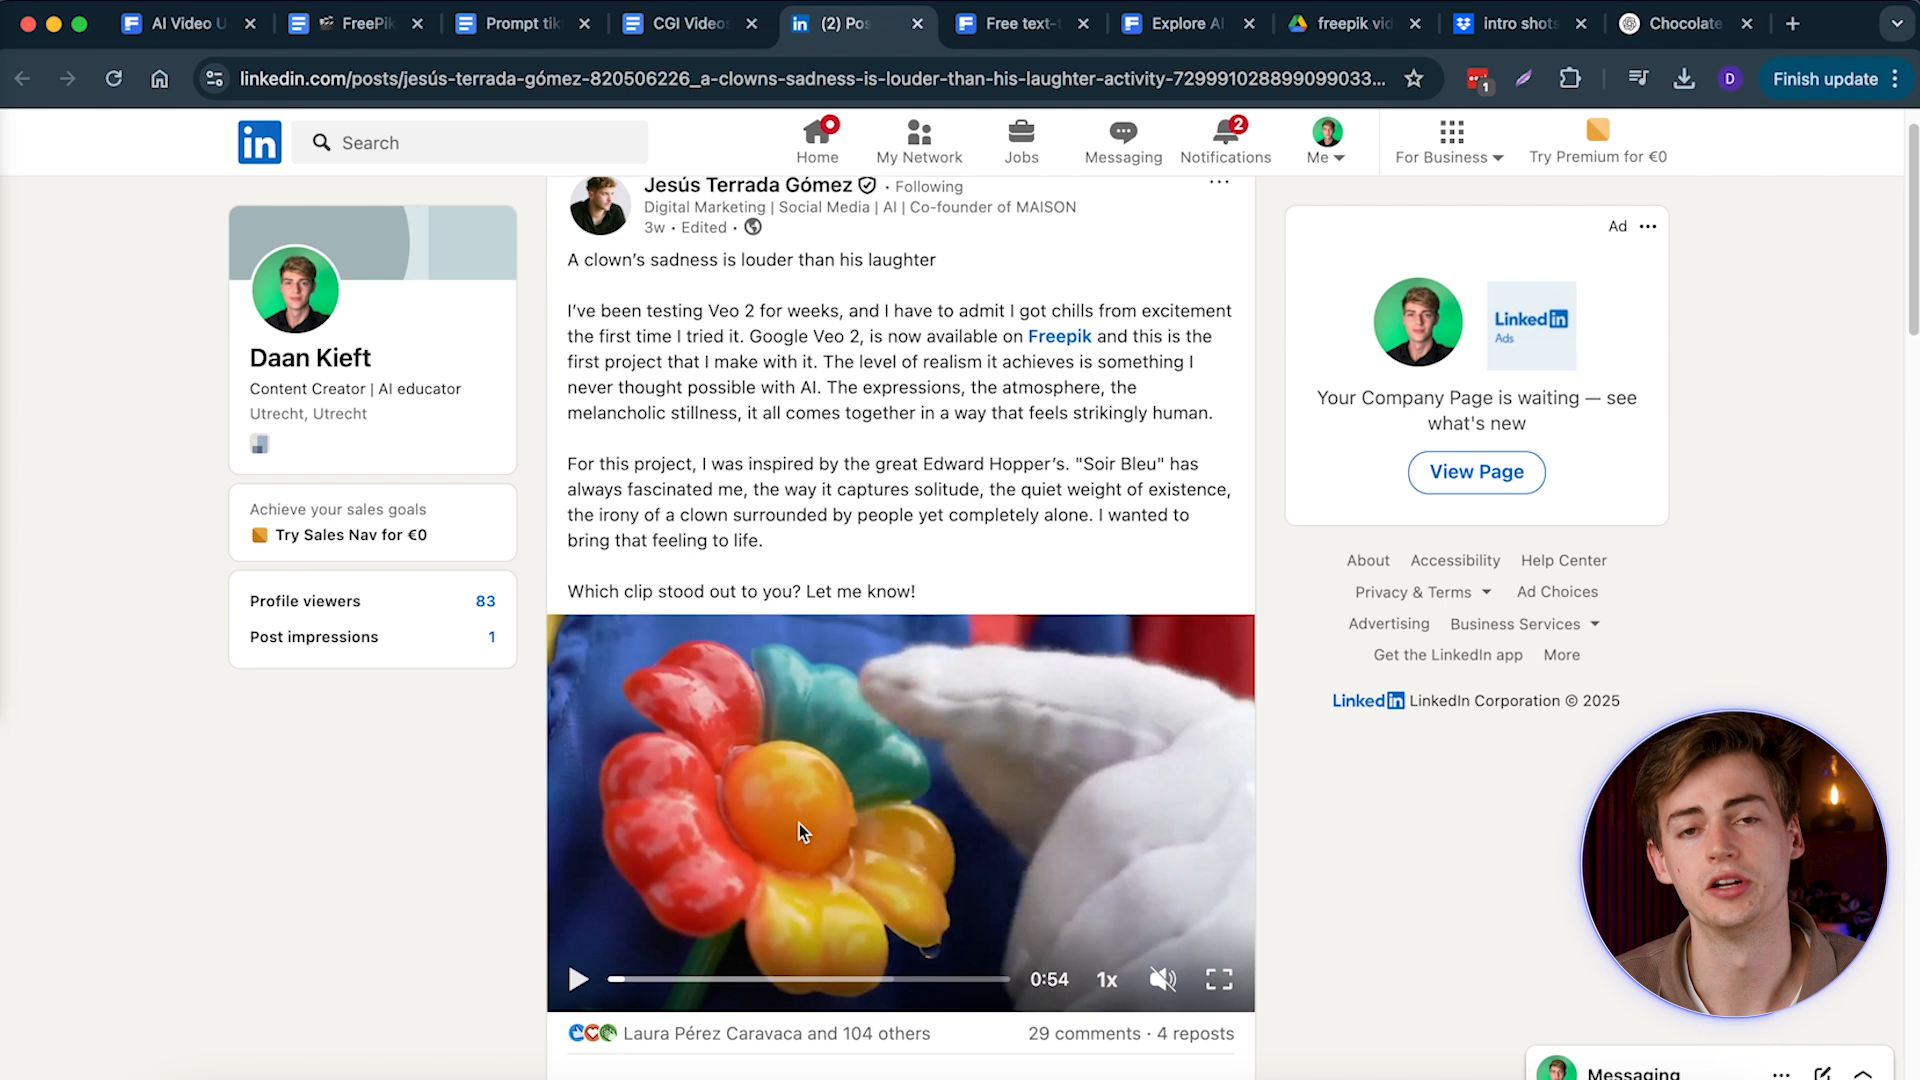 AI Video U
FreePik
Prompt tik
CGI Videos
(2) Pos
Free text-t
Explore AI
freepik vid
intro shots
Chocolate
linkedin.com/posts/jesús-terrada-gómez-820506226_a-clowns-sadness-is-louder-than-his-laughter-activity-729991028899099033...
1
D
Finish update
in
Search
Home
My Network
Jobs
Messaging
2
Notifications
Me
For Business
Try Premium for €0
Daan Kieft
Content Creator | AI educator
Utrecht, Utrecht
Achieve your sales goals
Try Sales Nav for €0
Profile viewers 83
Post impressions 1
Jesús Terrada Gómez • Following
Digital Marketing | Social Media | AI | Co-founder of MAISON
3w • Edited •
A clown’s sadness is louder than his laughter
I’ve been testing Veo 2 for weeks, and I have to admit I got chills from excitement
the first time I tried it. Google Veo 2, is now available on Freepik and this is the
first project that I make with it. The level of realism it achieves is something I
never thought possible with AI. The expressions, the atmosphere, the
melancholic stillness, it all comes together in a way that feels strikingly human.
For this project, I was inspired by the great Edward Hopper’s. "Soir Bleu" has
always fascinated me, the way it captures solitude, the quiet weight of existence,
the irony of a clown surrounded by people yet completely alone. I wanted to
bring that feeling to life.
Which clip stood out to you? Let me know!
0:54 1x
Laura Pérez Caravaca and 104 others
29 comments · 4 reposts
Ad
Linked in
Ads
Your Company Page is waiting — see
what's new
View Page
About Accessibility Help Center
Privacy & Terms Ad Choices
Advertising Business Services
Get the LinkedIn app More
Linked in LinkedIn Corporation © 2025
Messaging